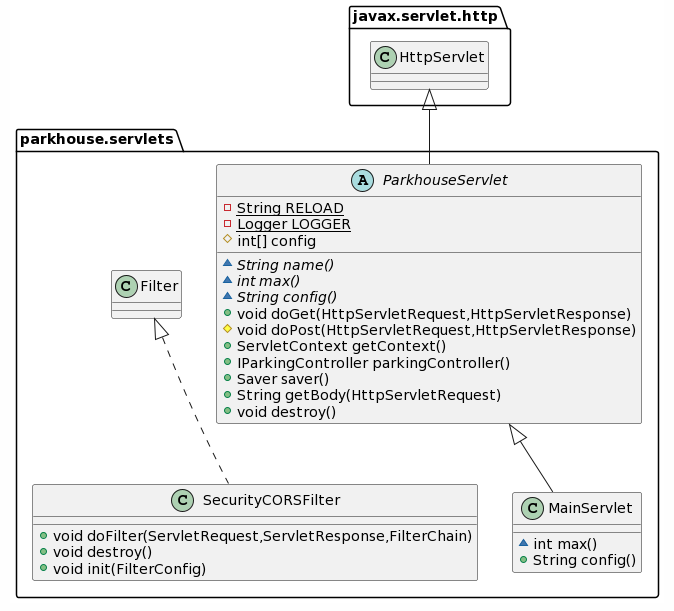 javax.servlet.http
C HttpServlet
parkhouse.servlets
A ParkhouseServlet
String RELOAD
Logger LOGGER
int[] config
String name()
int max()
String config()
void doGet(HttpServletRequest,HttpServletResponse)
void doPost(HttpServletRequest,HttpServletResponse)
ServletContext getContext()
IParkingController parkingController()
Saver saver()
String getBody(HttpServletRequest)
void destroy()
C Filter
C SecurityCORSFilter
void doFilter(ServletRequest,ServletResponse,FilterChain)
void destroy()
void init(FilterConfig)
C MainServlet
int max()
String config()